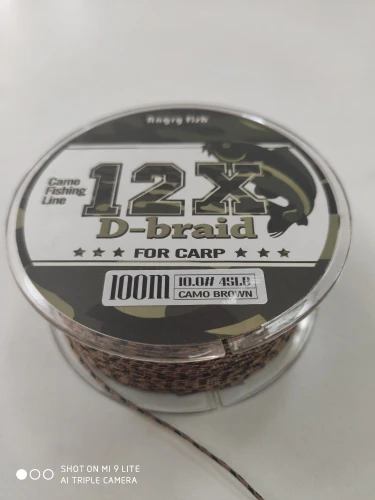 Angry fish
Came
Fishing
Line
12X
D-braid
FOR CARP
100m
10.0# 45LB
CAMO BROWN
SHOT ON MI 9 LITE
AI TRIPLE CAMERA